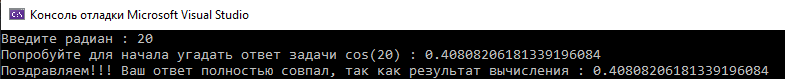 Консоль отладки Microsoft Visual Studio
Введите радиан : 20
Попробуйте для начала угадать ответ задачи cos(20) : 0.40808206181339196084
Поздравляем!!! Ваш ответ полностью совпал, так как результат вычисления : 0.40808206181339196084